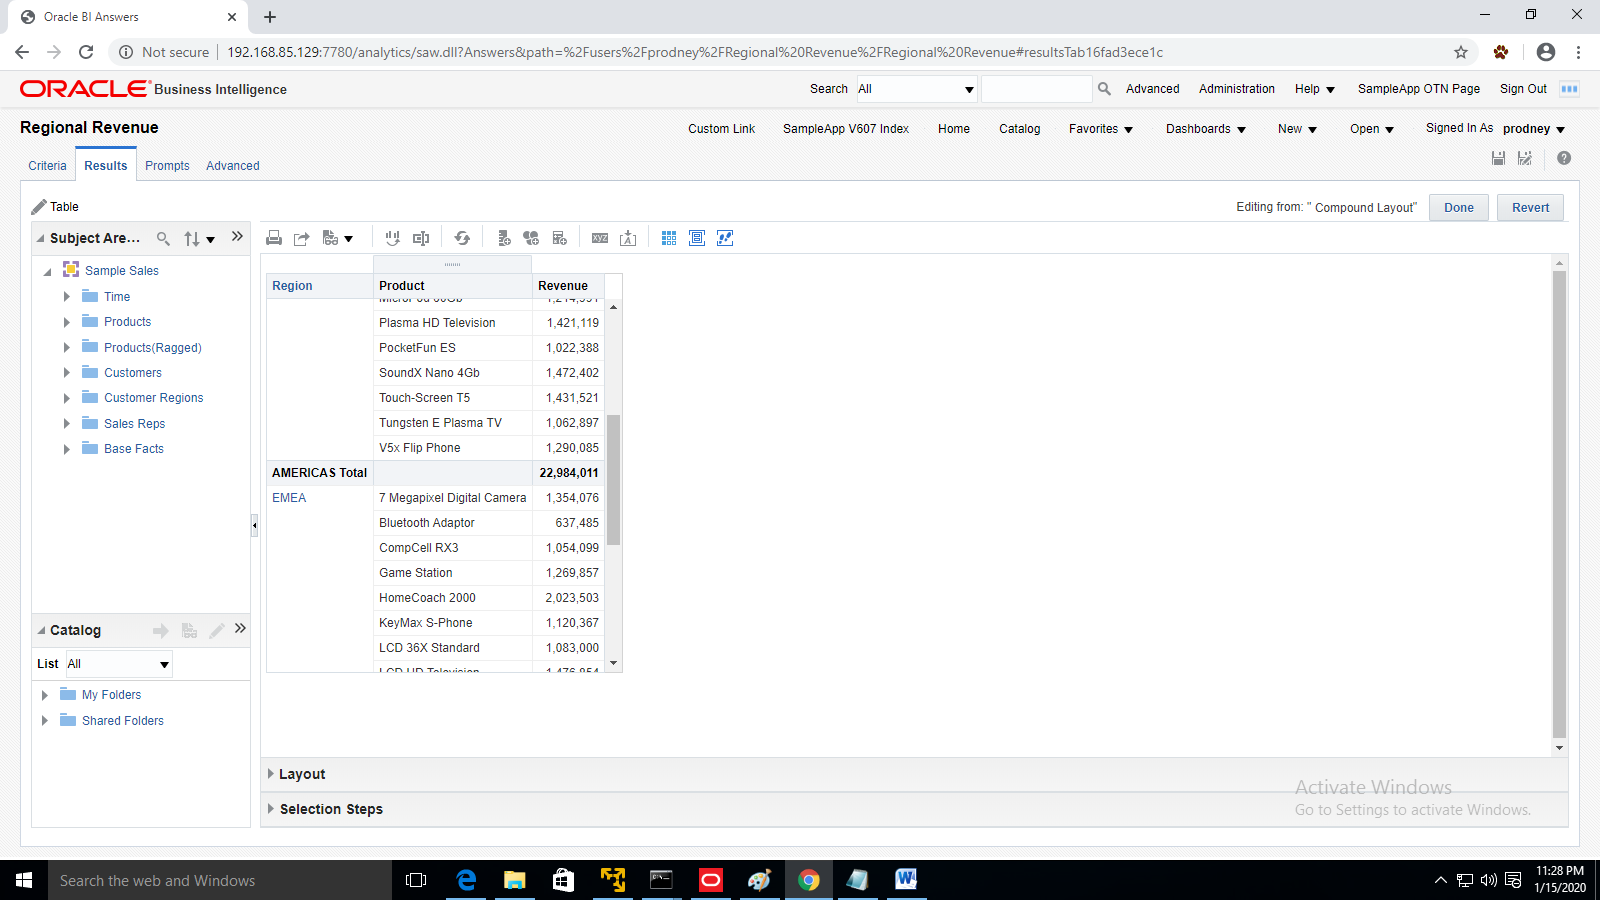 Oracle BI Answers
Not secure 192.168.85.129:7780/analytics/saw.dll?Answers&path=%2Fusers%2Fprodney%2FRegional%20Revenue%2FRegional%20Revenue#resultsTab16fad3ece1c
ORACLE Business Intelligence
Search All Advanced Administration Help SampleApp OTN Page Sign Out
Regional Revenue
Custom Link SampleApp V607 Index Home Catalog Favorites Dashboards New Open Signed In As prodney
Criteria Results Prompts Advanced
Table
Editing from: " Compound Layout" Done Revert
Subject Are...
Sample Sales
Time
Products
Products(Ragged)
Customers
Customer Regions
Sales Reps
Base Facts
Catalog
List All
My Folders
Shared Folders
xyz
Region Product Revenue
Plasma HD Television 1,421,119
PocketFun ES 1,022,388
SoundX Nano 4Gb 1,472,402
Touch-Screen T5 1,431,521
Tungsten E Plasma TV 1,062,897
V5x Flip Phone 1,290,085
AMERICAS Total 22,984,011
EMEA 7 Megapixel Digital Camera 1,354,076
Bluetooth Adaptor 637,485
CompCell RX3 1,054,099
Game Station 1,269,857
HomeCoach 2000 2,023,503
KeyMax S-Phone 1,120,367
LCD 36X Standard 1,083,000
LCD HD Television 1,476,854
Layout
Selection Steps
Activate Windows
Go to Settings to activate Windows.
Search the web and Windows
11:28 PM
1/15/2020